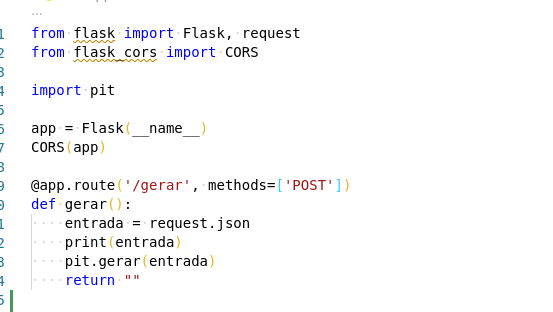 ...
1 from flask import Flask, request
2 from flask_cors import CORS
3
4 import pit
5
6 app = Flask(__name__)
7 CORS(app)
8
9 @app.route('/gerar', methods=['POST'])
0 def gerar():
1     entrada = request.json
2     print(entrada)
3     pit.gerar(entrada)
4     return ""
5